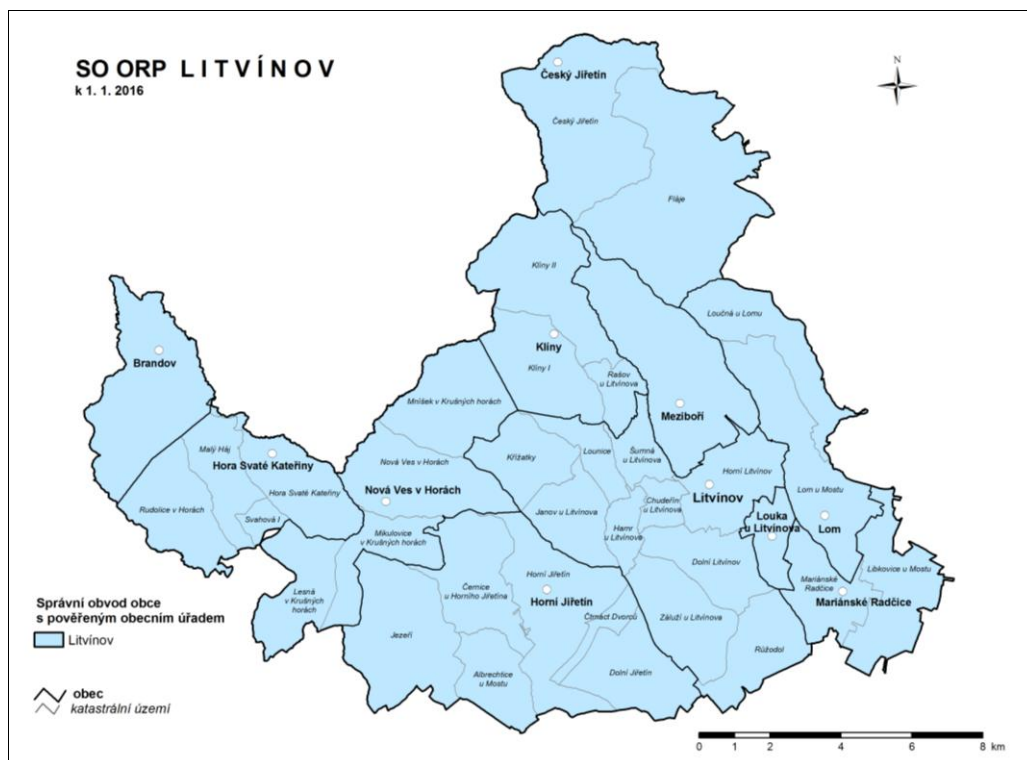 SO ORP LITVÍNOV
k 1. 1. 2016
N
Český Jiřetín
Český Jiřetín
Fláje
Klíny II
Loučná u Lomu
Klíny
Klíny I
Rašov
u Litvínova
Brandov
Mníšek v Krušných horách
Meziboří
Malý Háj
Hora Svaté Kateřiny
Nová Ves v Horách
Křížatky
Lounice
Šumná
u Litvínova
Horní Litvínov
Hora Svaté Kateřiny
Nová Ves v Horách
Litvínov
Lom u Mostu
Rudolice v Horách
Svahová I
Janov u Litvínova
Chudeřín
u Litvínova
Louka
u Litvínova
Lom
Mikulovice
v Krušných horách
Hamr
u Litvínova
Dolní Litvínov
Libkovice u Mostu
Lesná
v Krušných
horách
Černice
u Horního Jiřetína
Horní Jiřetín
Horní Jiřetín
Mariánské
Radčice
Mariánské Radčice
Správní obvod obce
s pověřeným obecním úřadem
Litvínov
Jezeří
Čtrnáct Dvorců
Záluží u Litvínova
Růžodol
Albrechtice
u Mostu
Dolní Jiřetín
obec
katastrální území
0 1 2 4 6 8 km